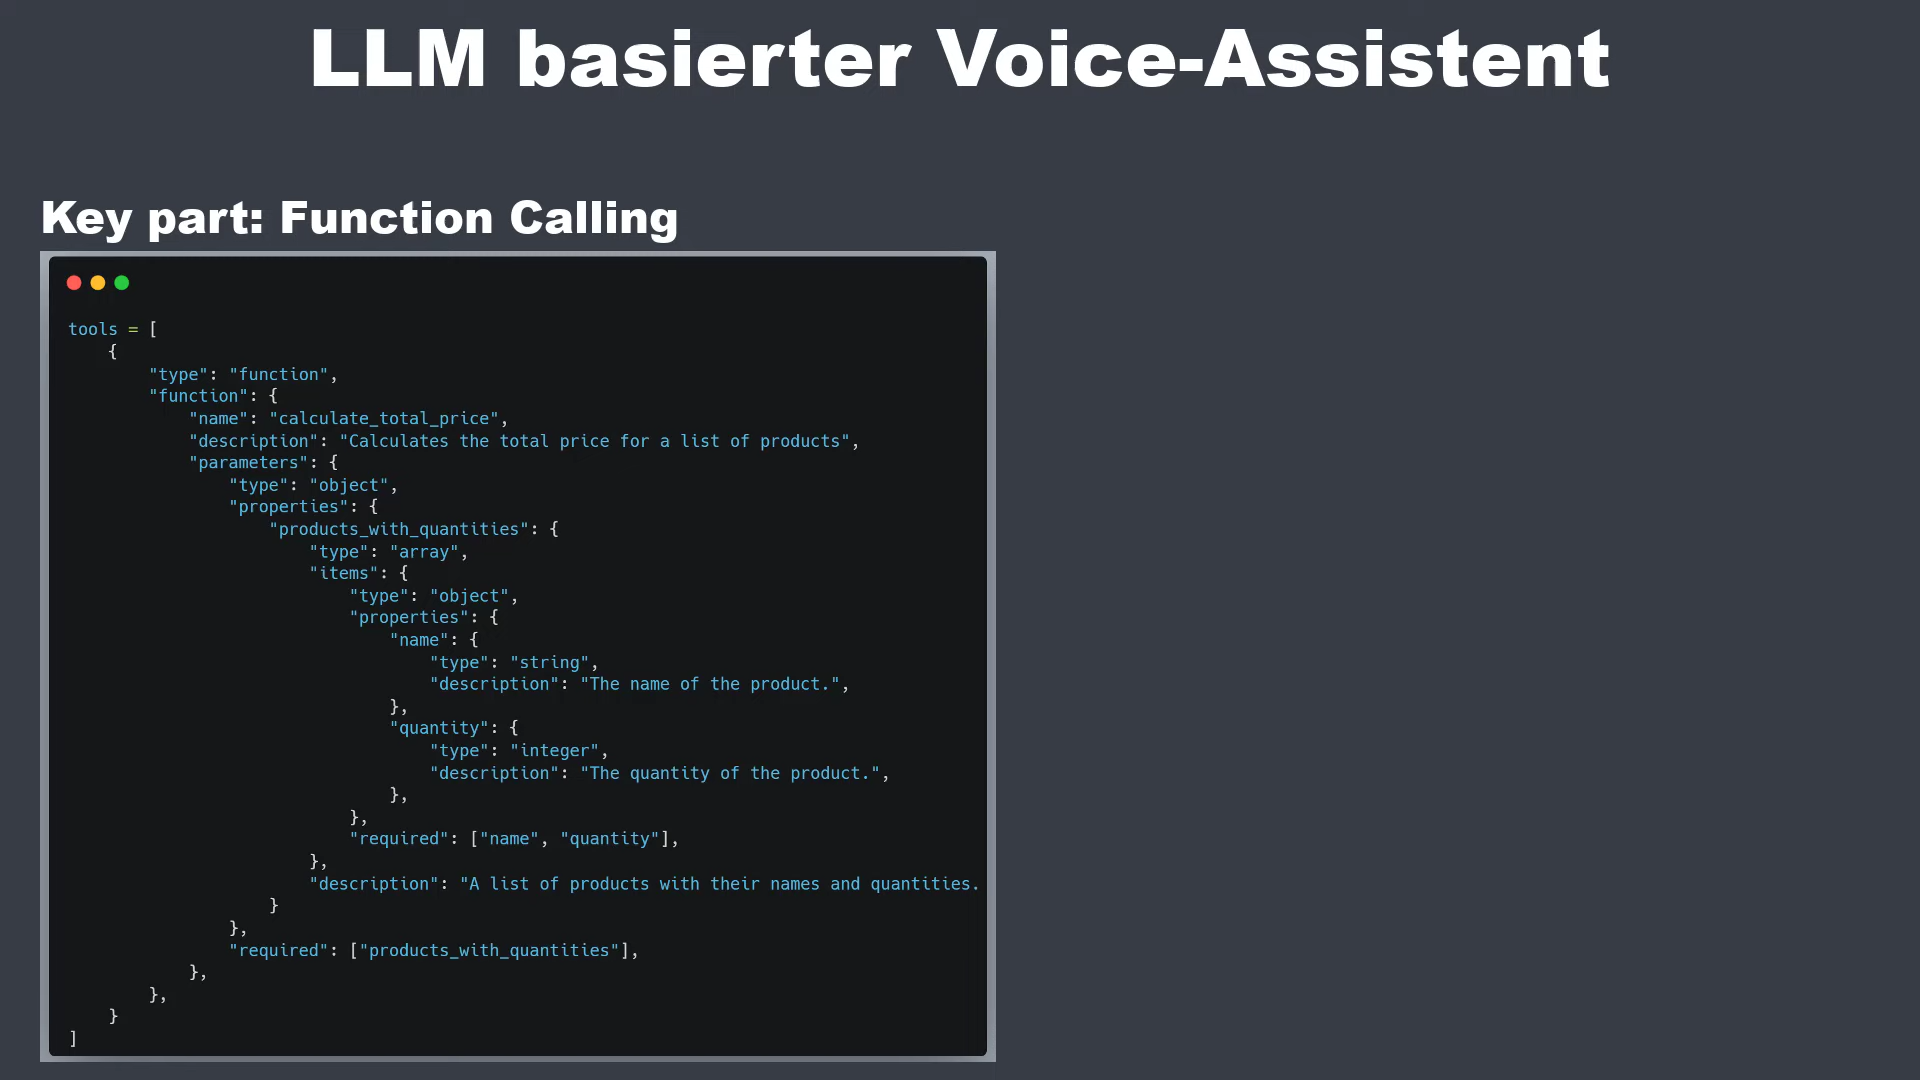 LLM basierter Voice-Assistent
Key part: Function Calling
tools = [
    {
        "type": "function",
        "function": {
            "name": "calculate_total_price",
            "description": "Calculates the total price for a list of products",
            "parameters": {
                "type": "object",
                "properties": {
                    "products_with_quantities": {
                        "type": "array",
                        "items": {
                            "type": "object",
                            "properties": {
                                "name": {
                                    "type": "string",
                                    "description": "The name of the product.",
                                },
                                "quantity": {
                                    "type": "integer",
                                    "description": "The quantity of the product.",
                                },
                            },
                            "required": ["name", "quantity"],
                        },
                        "description": "A list of products with their names and quantities.
                    }
                },
                "required": ["products_with_quantities"],
            },
        },
    }
]